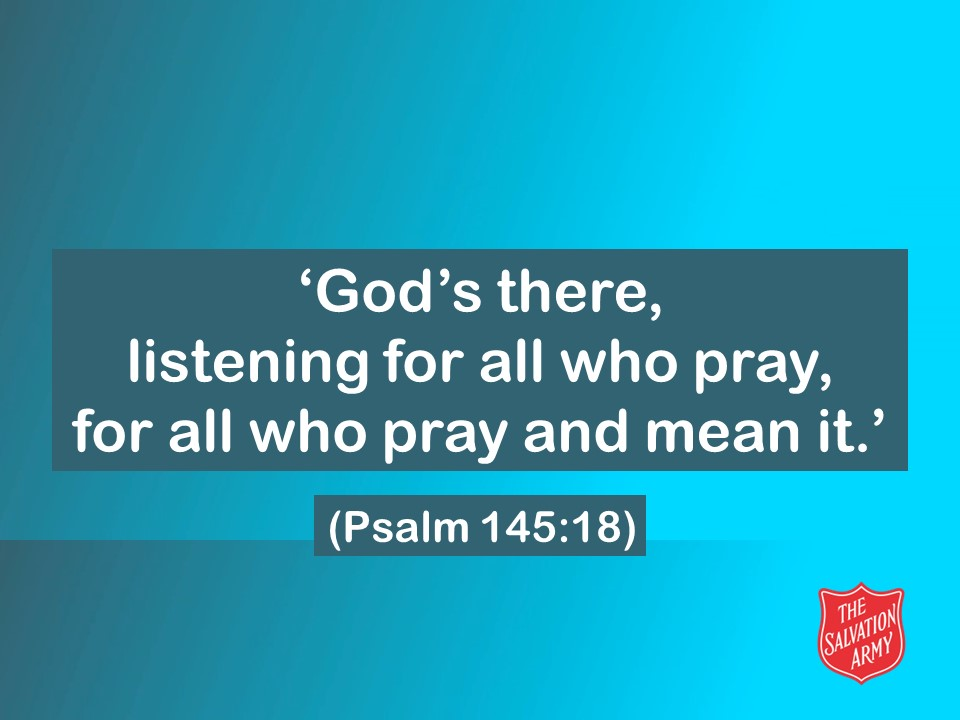 ‘God’s there,
listening for all who pray,
for all who pray and mean it.’
(Psalm 145:18)
THE
SALVATION
ARMY